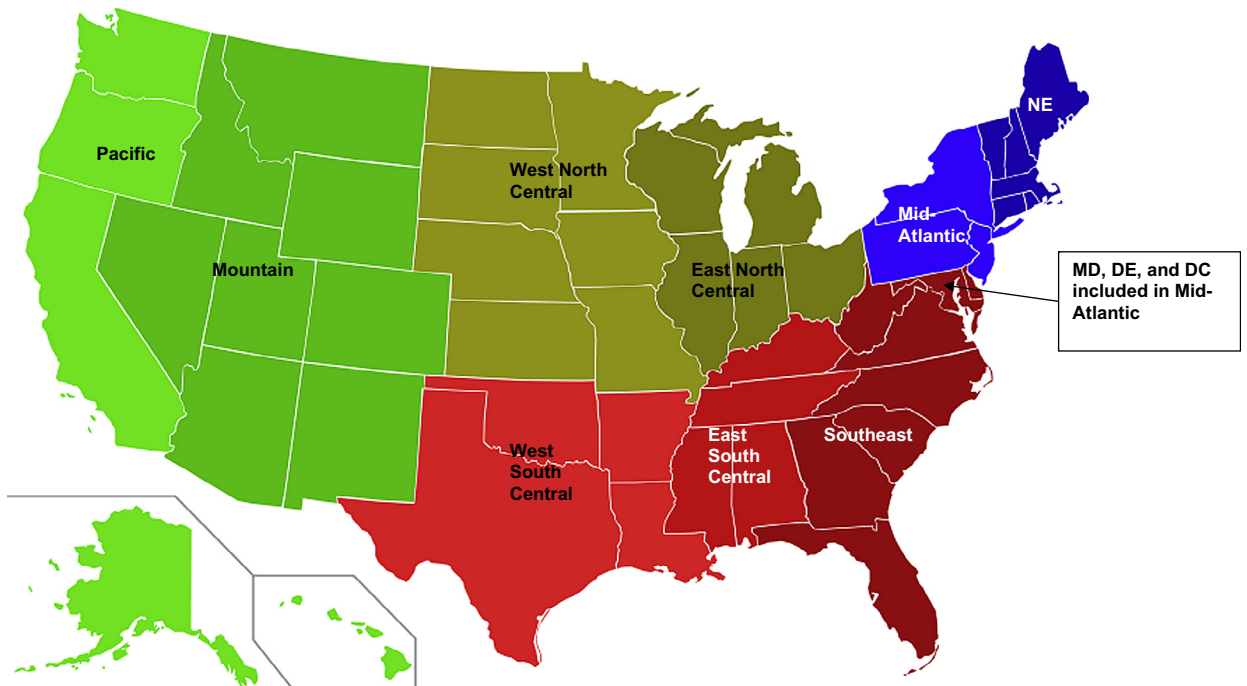 NE
Pacific
West North
Central
Mid-
Atlantic
Mountain
East North
Central
MD, DE, and DC
included in Mid-
Atlantic
West
South
Central
East
South
Central
Southeast